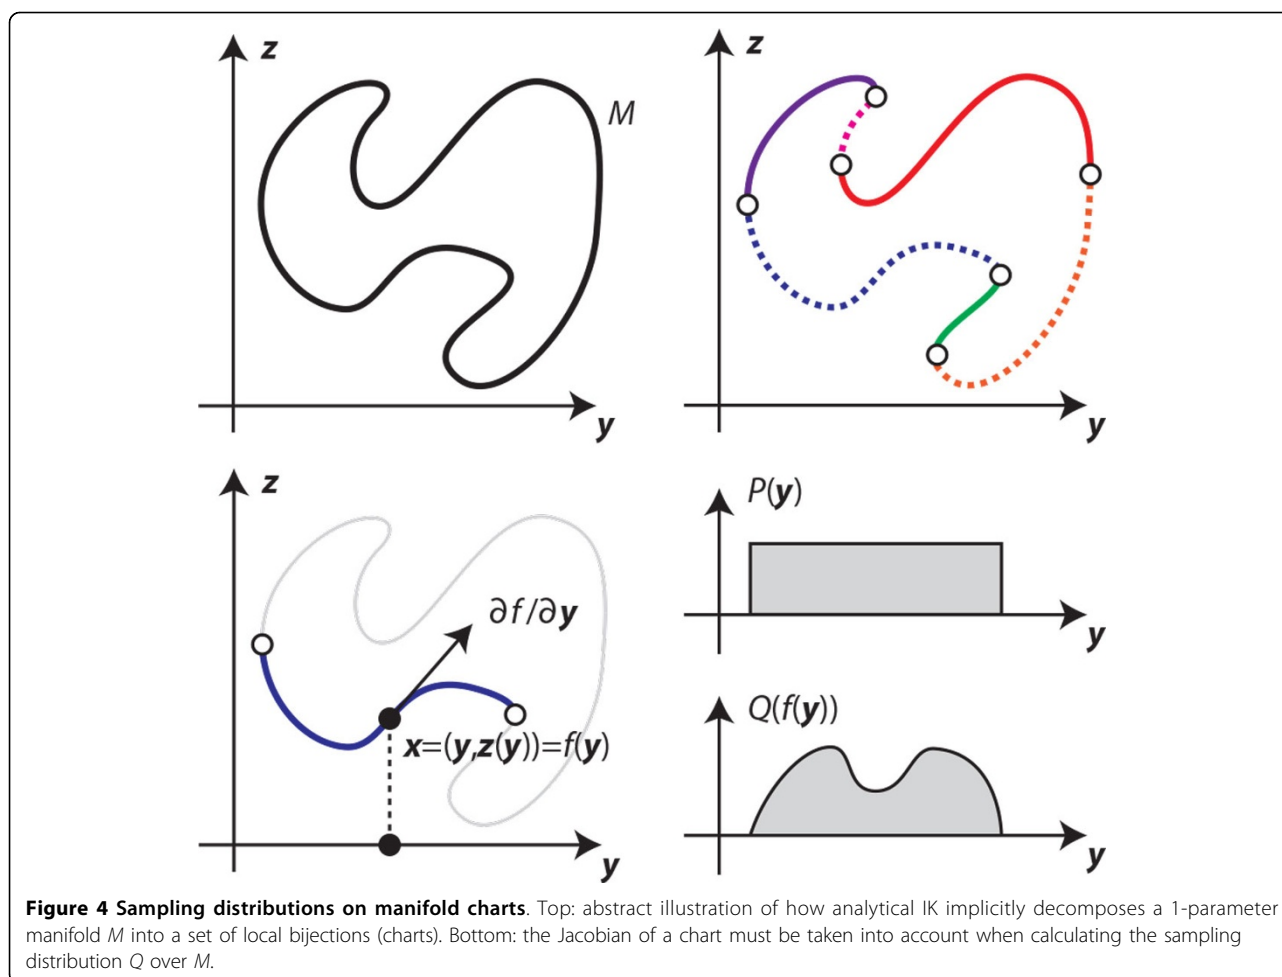 z
M
y
z
y
z
∂f/∂y
x=(y,z(y))=f(y)
y
P(y)
y
Q(f(y))
y
Figure 4 Sampling distributions on manifold charts. Top: abstract illustration of how analytical IK implicitly decomposes a 1-parameter
manifold M into a set of local bijections (charts). Bottom: the Jacobian of a chart must be taken into account when calculating the sampling
distribution Q over M.